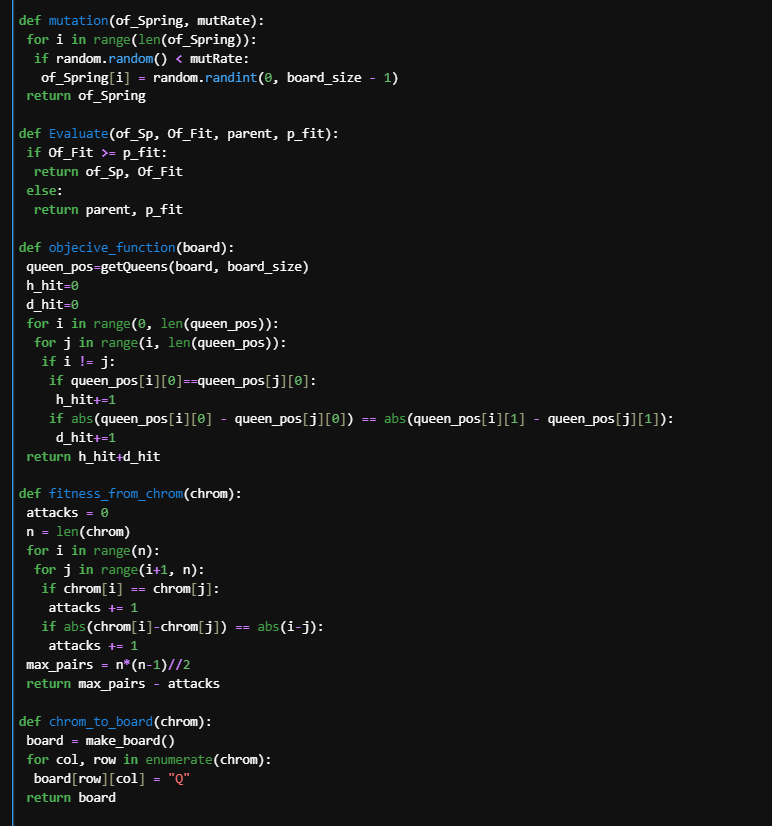 def mutation(of_Spring, mutRate):
 for i in range(len(of_Spring)):
  if random.random() < mutRate:
   of_Spring[i] = random.randint(0, board_size - 1)
 return of_Spring

def Evaluate(of_Sp, Of_Fit, parent, p_fit):
 if Of_Fit >= p_fit:
  return of_Sp, Of_Fit
 else:
  return parent, p_fit

def objecive_function(board):
 queen_pos=getQueens(board, board_size)
 h_hit=0
 d_hit=0
 for i in range(0, len(queen_pos)):
  for j in range(i, len(queen_pos)):
   if i != j:
    if queen_pos[i][0]==queen_pos[j][0]:
     h_hit+=1
    if abs(queen_pos[i][0] - queen_pos[j][0]) == abs(queen_pos[i][1] - queen_pos[j][1]):
     d_hit+=1
 return h_hit+d_hit

def fitness_from_chrom(chrom):
 attacks = 0
 n = len(chrom)
 for i in range(n):
  for j in range(i+1, n):
   if chrom[i] == chrom[j]:
    attacks += 1
   if abs(chrom[i]-chrom[j]) == abs(i-j):
    attacks += 1
 max_pairs = n*(n-1)//2
 return max_pairs - attacks

def chrom_to_board(chrom):
 board = make_board()
 for col, row in enumerate(chrom):
  board[row][col] = "Q"
 return board